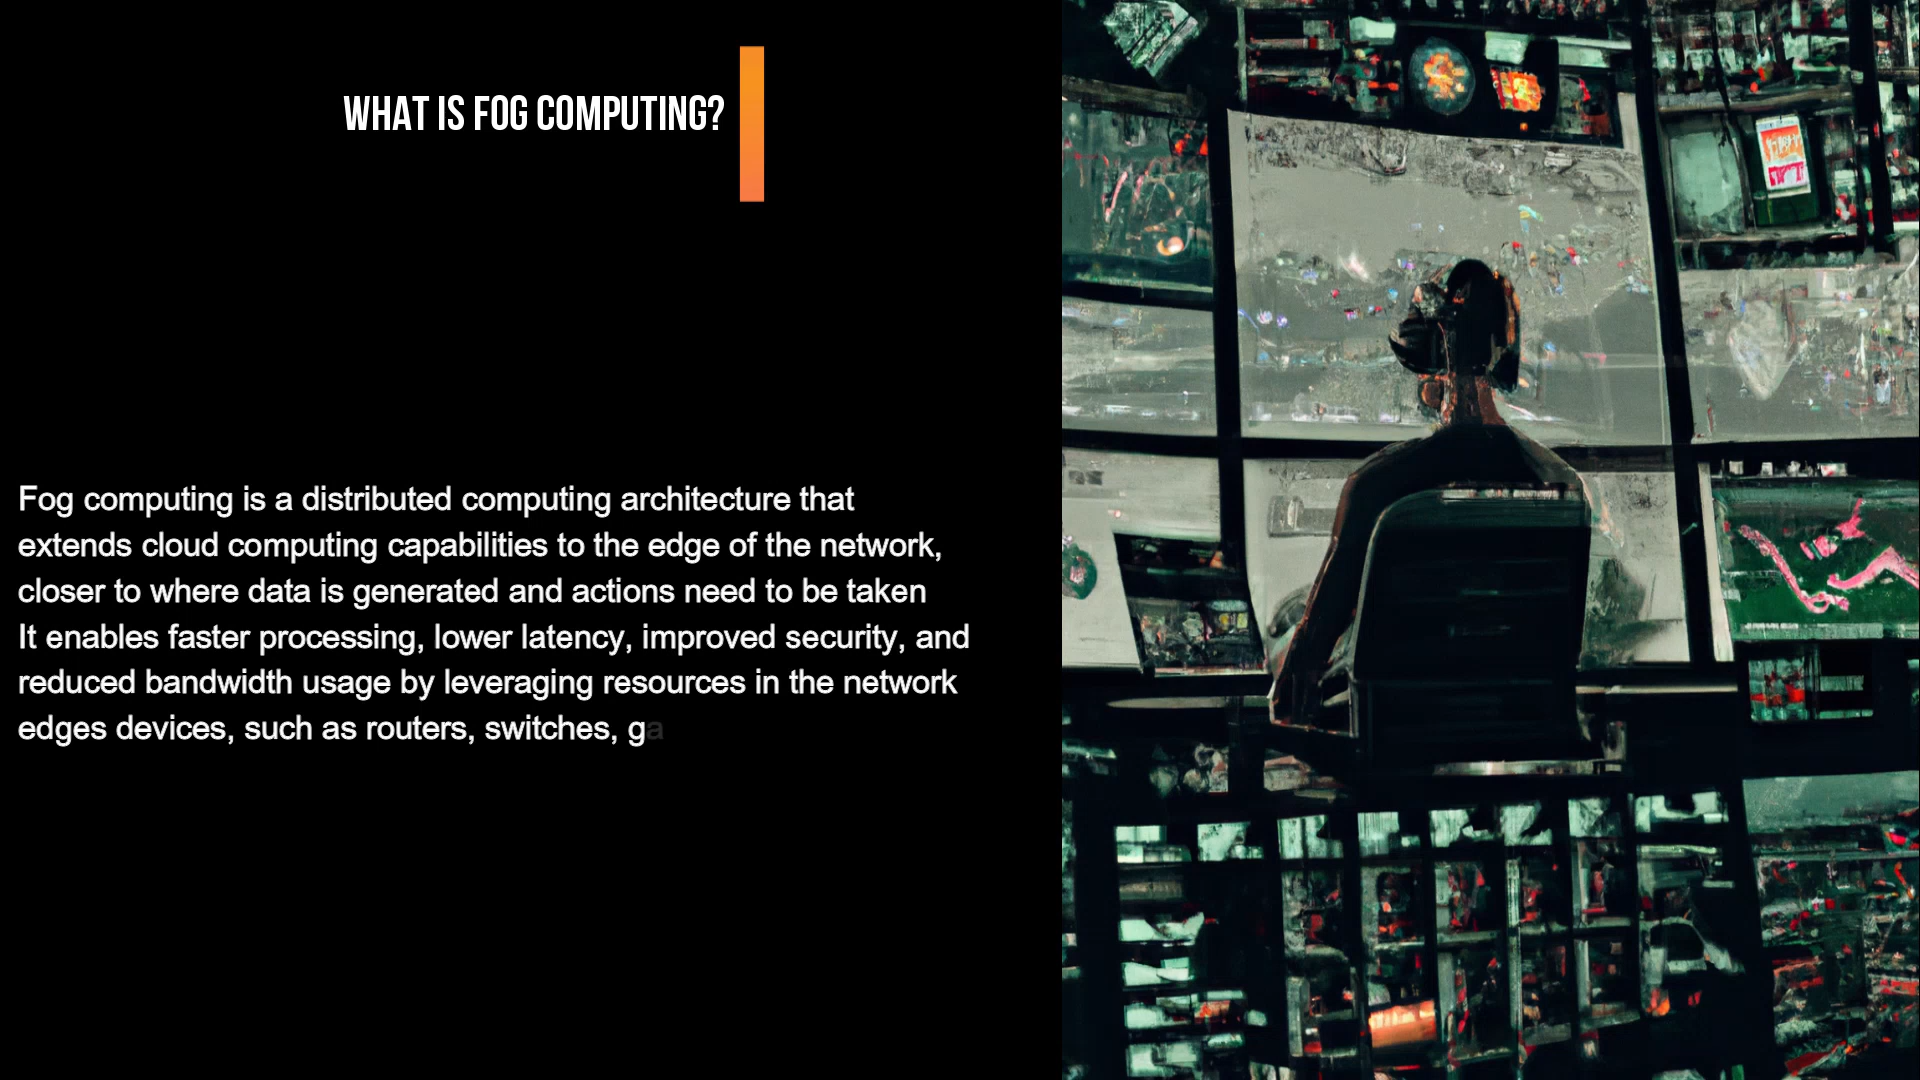 WHAT IS FOG COMPUTING?
Fog computing is a distributed computing architecture that
extends cloud computing capabilities to the edge of the network,
closer to where data is generated and actions need to be taken
It enables faster processing, lower latency, improved security, and
reduced bandwidth usage by leveraging resources in the network
edges devices, such as routers, switches, ga